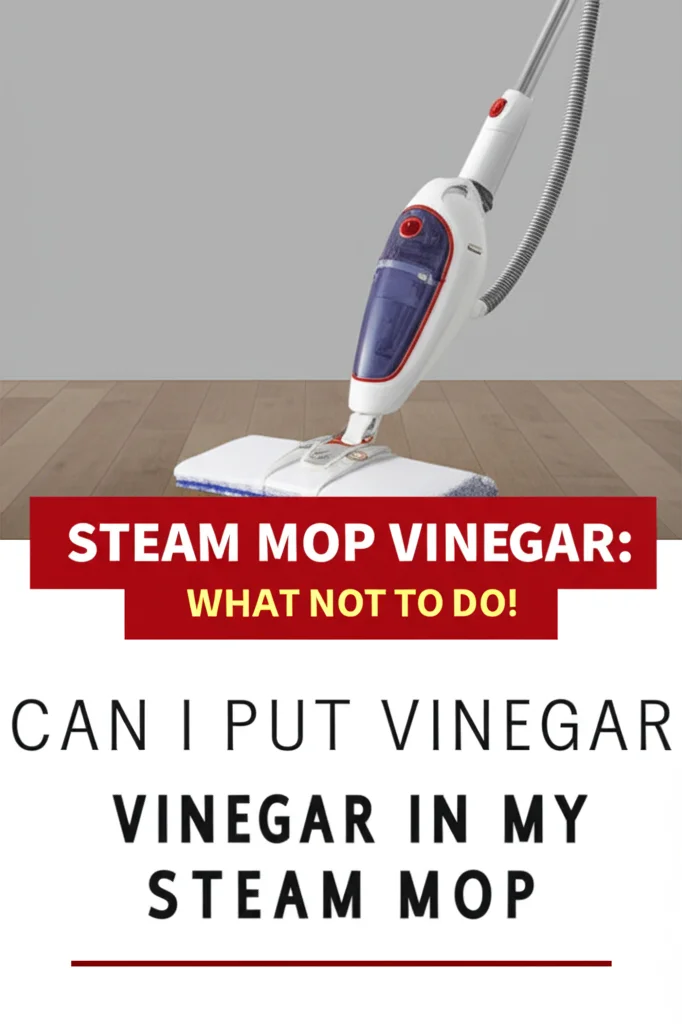 STEAM MOP VINEGAR:
WHAT NOT TO DO!
CAN I PUT VINEGAR
VINEGAR IN MY
STEAM MOP